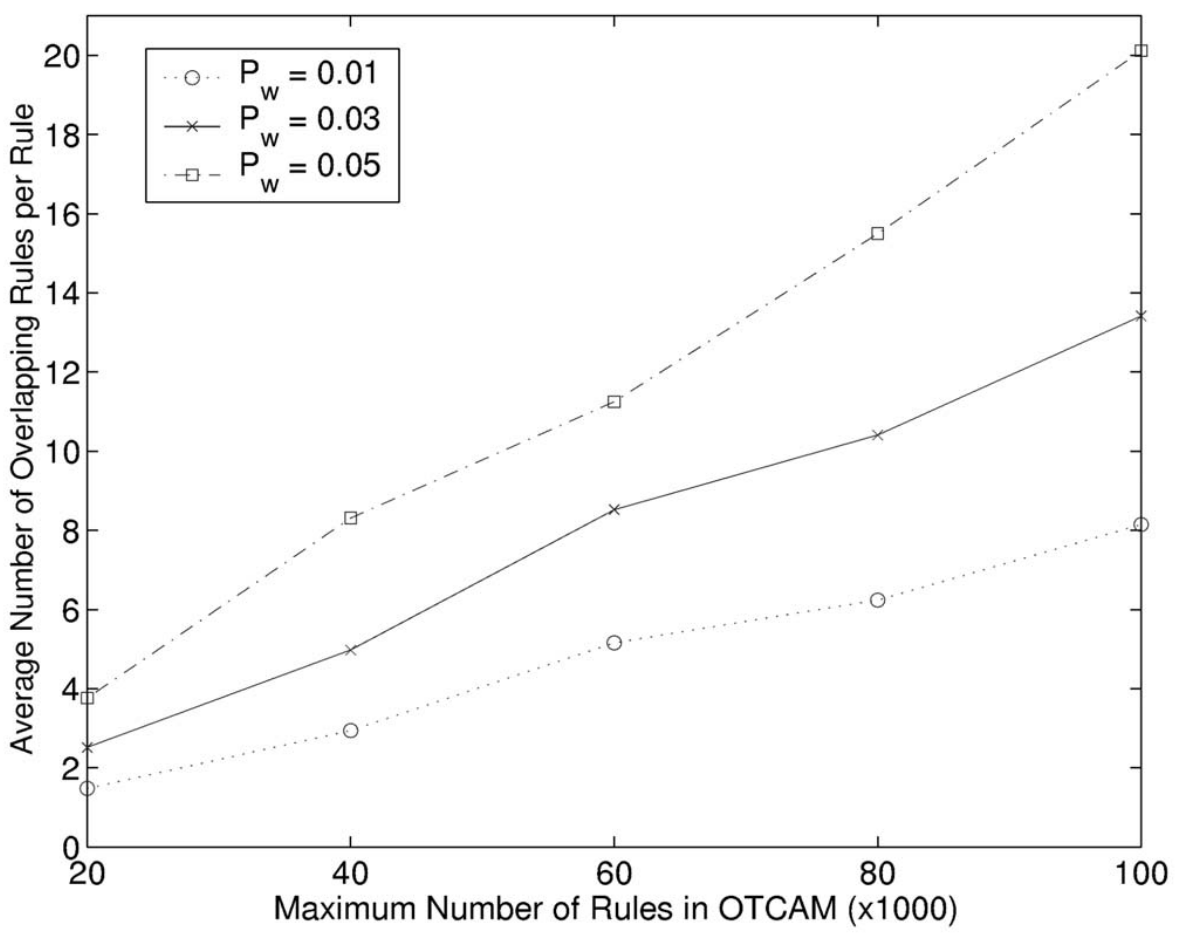 20
18
16
14
12
10
8
6
4
2
0
Average Number of Overlapping Rules per Rule
P_w = 0.01
P_w = 0.03
P_w = 0.05
20 40 60 80 100
Maximum Number of Rules in OTCAM (x1000)